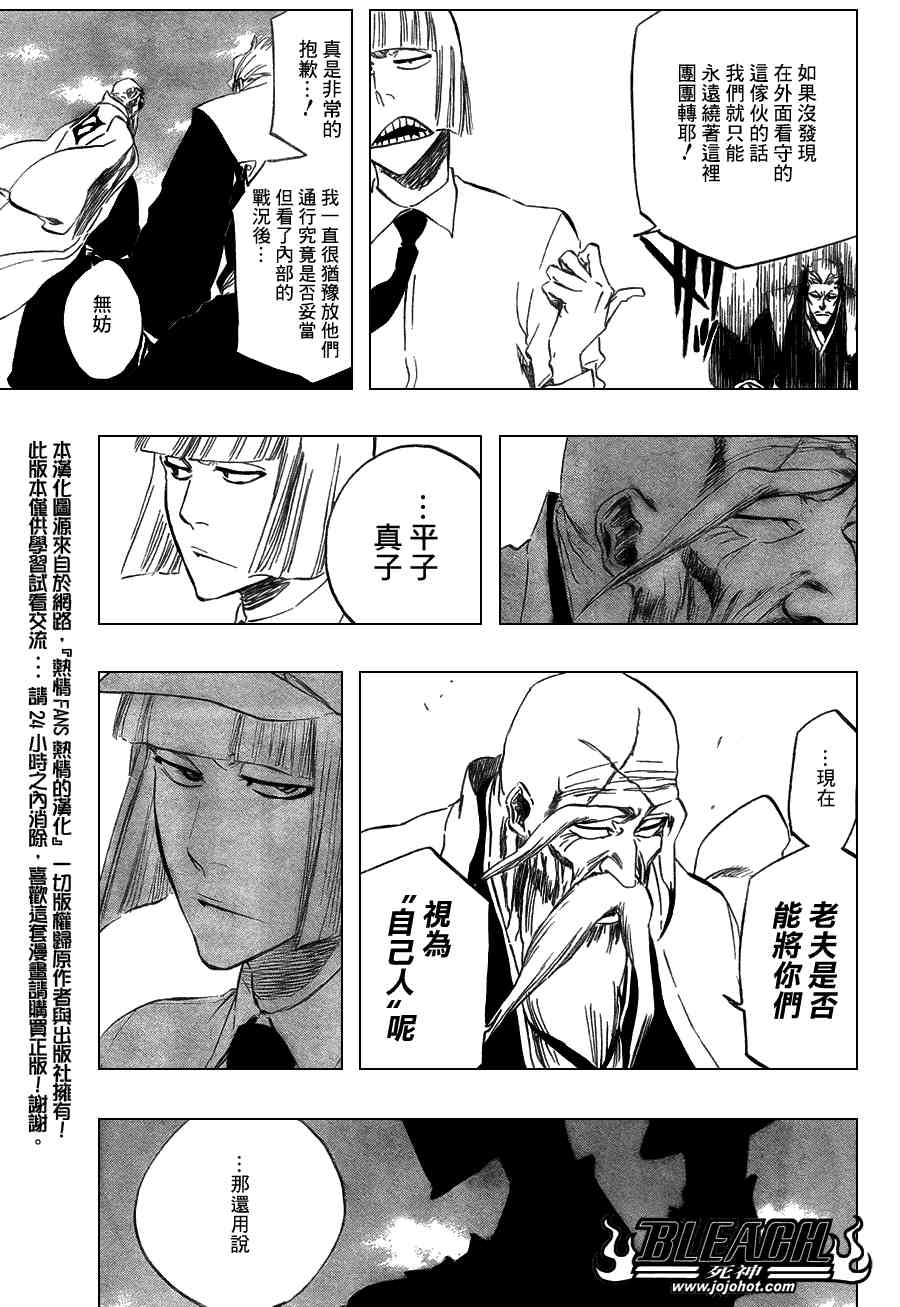 如果沒發現
在外面看守的
這傢伙的話
我們就只能
永遠繞著這裡
團團轉耶!
真是非常的
抱歉…!
我一直很猶豫放他們
通行究竟是否妥當
但看了內部的
戰況後…
無妨
…平子
真子
…現在
老夫是否
能將你們
視為
"自己人"呢
…那還用說
本漢化圖源來自於網路,『熱情FANS熱情的漢化』一切版權歸原作者與出版社擁有!
此版本僅供學習試看交流…請24小時之內消除,喜歡這套漫畫請購買正版!謝謝。
BLEACH
死神
www.jojohot.com